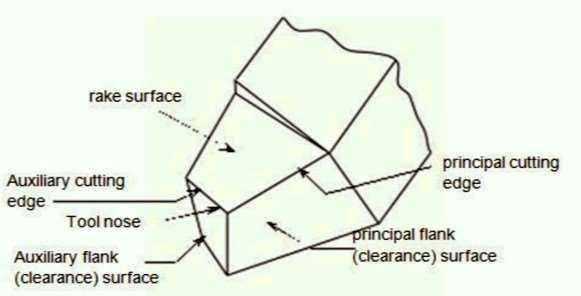 rake surface
Auxiliary cutting
edge
Tool nose
Auxiliary flank
(clearance) surface
principal cutting
edge
principal flank
(clearance) surface